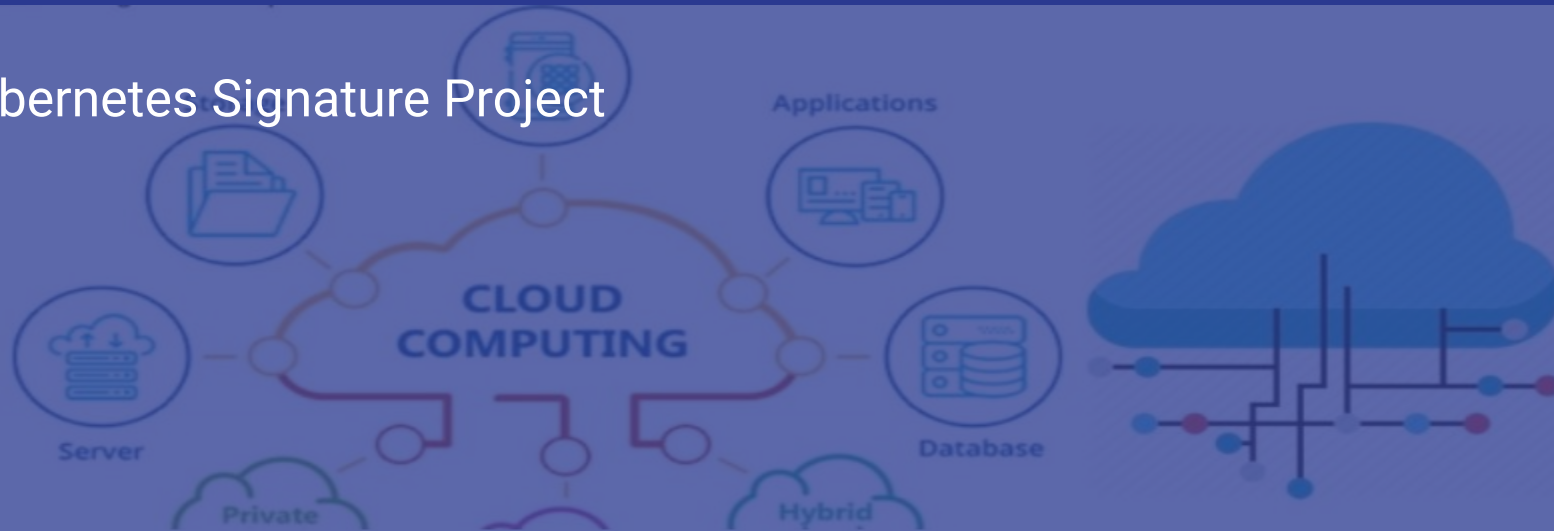 bernetes Signature Project
Applications
CLOUD
COMPUTING
Server
Database
Private
Hybrid